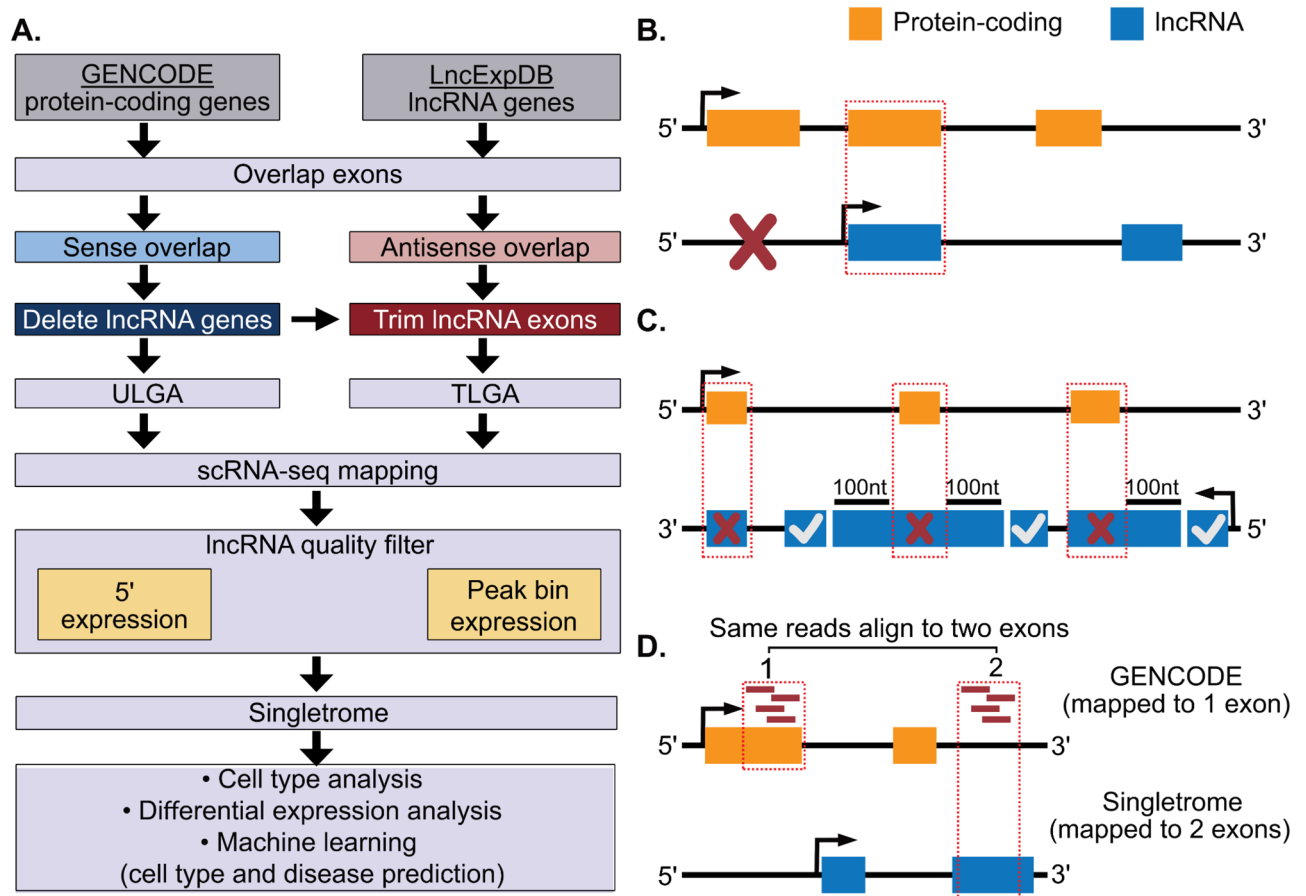 A.
GENCODE
protein-coding genes
LncExpDB
lncRNA genes
Overlap exons
Sense overlap
Antisense overlap
Delete lncRNA genes
Trim lncRNA exons
ULGA
TLGA
scRNA-seq mapping
lncRNA quality filter
5'
expression
Peak bin
expression
Singletrome
• Cell type analysis
• Differential expression analysis
• Machine learning
(cell type and disease prediction)
B.
Protein-coding
lncRNA
5'
3'
5'
3'
C.
5'
3'
100nt
100nt
100nt
3'
5'
D.
Same reads align to two exons
1
2
GENCODE
(mapped to 1 exon)
5'
3'
Singletrome
(mapped to 2 exons)
5'
3'